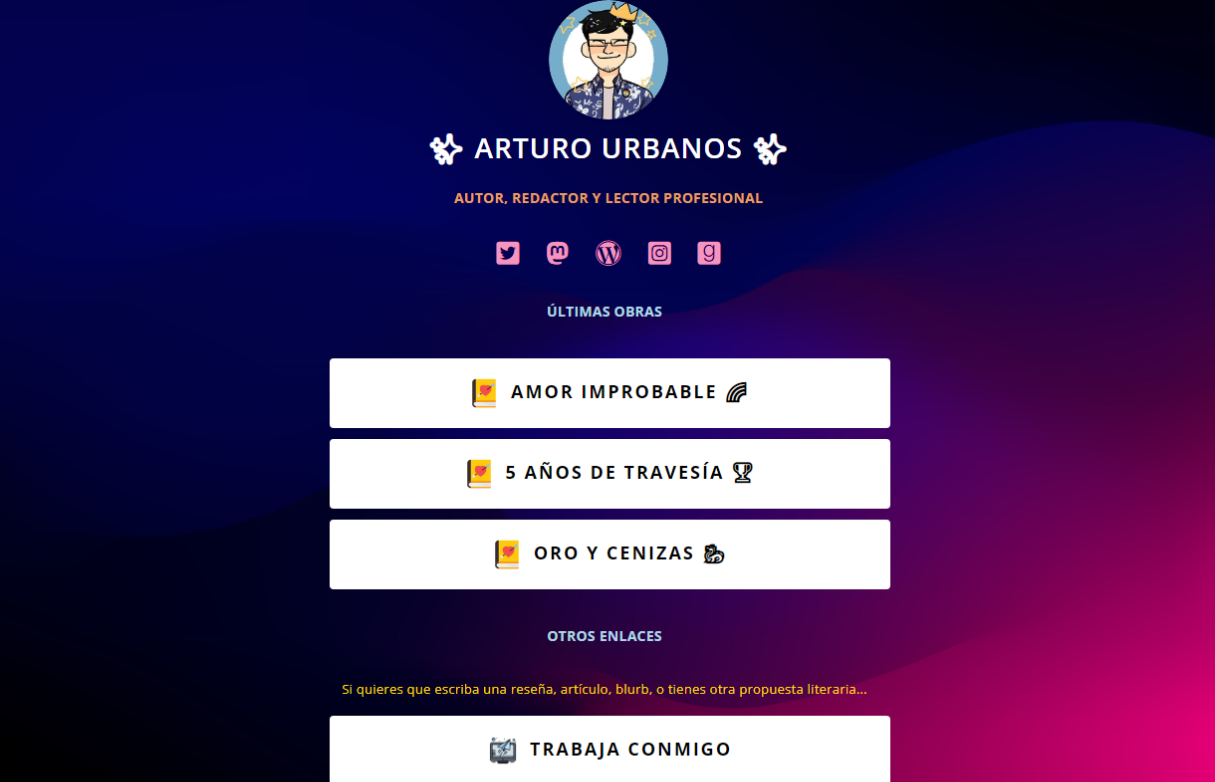 ARTURO URBANOS
AUTOR, REDACTOR Y LECTOR PROFESIONAL
ÚLTIMAS OBRAS
AMOR IMPROBABLE
5 AÑOS DE TRAVESÍA
ORO Y CENIZAS
OTROS ENLACES
Si quieres que escriba una reseña, artículo, blurb, o tienes otra propuesta literaria...
TRABAJA CONMIGO